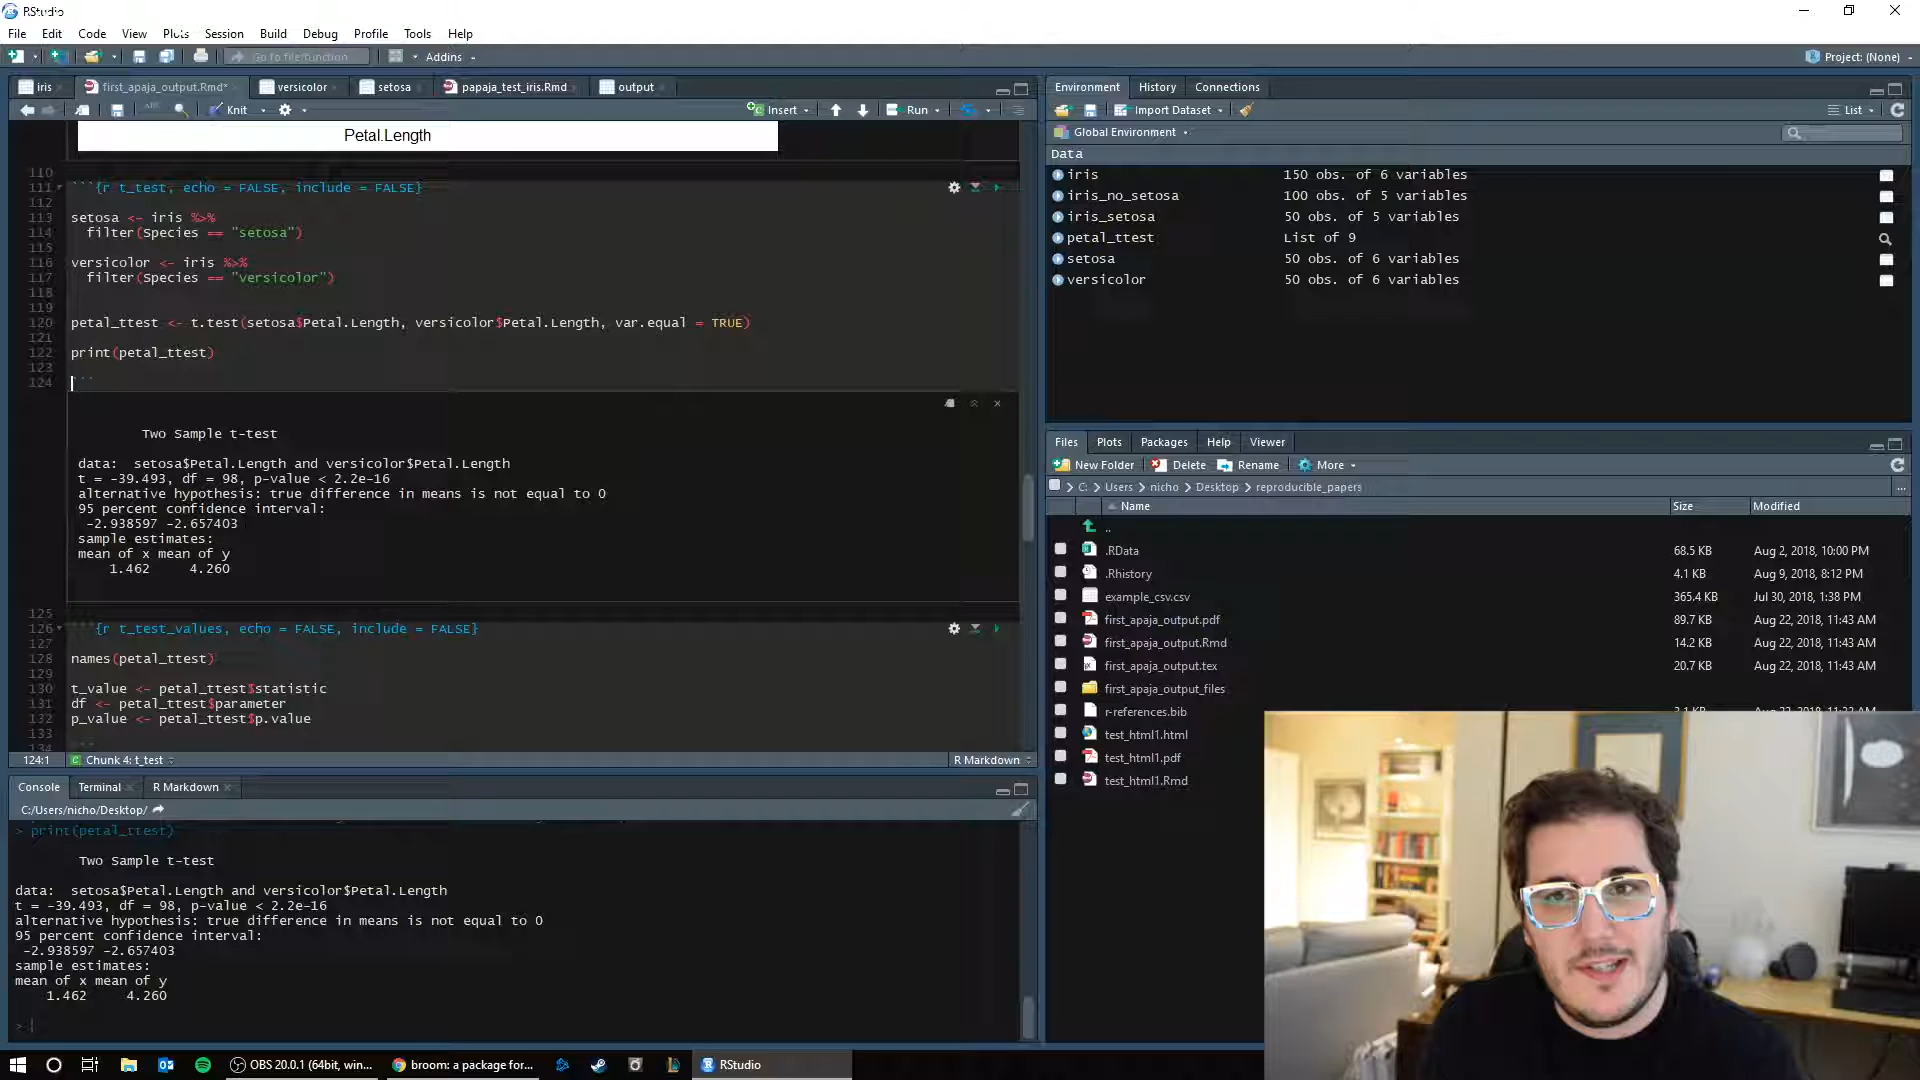 RStudio
File Edit Code View Plots Session Build Debug Profile Tools Help
Go to file/function Addins Project: (None)
iris first_apaja_output.Rmd* versicolor setosa papaja_test_iris.Rmd output
ABC Knit Insert Run
Petal.Length
110
111 ```{r t_test, echo = FALSE, include = FALSE}
112
113 setosa <- iris %>%
114 filter(Species == "setosa")
115
116 versicolor <- iris %>%
117 filter(Species == "versicolor")
118
119
120 petal_ttest <- t.test(setosa$Petal.Length, versicolor$Petal.Length, var.equal = TRUE)
121
122 print(petal_ttest)
123
124 ```
Two Sample t-test
data: setosa$Petal.Length and versicolor$Petal.Length
t = -39.493, df = 98, p-value < 2.2e-16
alternative hypothesis: true difference in means is not equal to 0
95 percent confidence interval:
-2.938597 -2.657403
sample estimates:
mean of x mean of y
1.462 4.260
125
126 {r t_test_values, echo = FALSE, include = FALSE}
127
128 names(petal_ttest)
129
130 t_value <- petal_ttest$statistic
131 df <- petal_ttest$parameter
132 p_value <- petal_ttest$p.value
133
134 ```
124:1 Chunk 4: t_test R Markdown
Console Terminal R Markdown
C:/Users/nicho/Desktop/
> print(petal_ttest)
Two Sample t-test
data: setosa$Petal.Length and versicolor$Petal.Length
t = -39.493, df = 98, p-value < 2.2e-16
alternative hypothesis: true difference in means is not equal to 0
95 percent confidence interval:
-2.938597 -2.657403
sample estimates:
mean of x mean of y
1.462 4.260
>
Environment History Connections
Import Dataset List
Global Environment
Data
iris 150 obs. of 6 variables
iris_no_setosa 100 obs. of 5 variables
iris_setosa 50 obs. of 5 variables
petal_ttest List of 9
setosa 50 obs. of 6 variables
versicolor 50 obs. of 6 variables
Files Plots Packages Help Viewer
New Folder Delete Rename More
C: Users nicho Desktop reproducible_papers ...
Name Size Modified
..
.RData 68.5 KB Aug 2, 2018, 10:00 PM
.Rhistory 4.1 KB Aug 9, 2018, 8:12 PM
example_csv.csv 365.4 KB Jul 30, 2018, 1:38 PM
first_apaja_output.pdf 89.7 KB Aug 22, 2018, 11:43 AM
first_apaja_output.Rmd 14.2 KB Aug 22, 2018, 11:43 AM
first_apaja_output.tex 20.7 KB Aug 22, 2018, 11:43 AM
first_apaja_output_files
r-references.bib
test_html1.html
test_html1.pdf
test_html1.Rmd
OBS 20.0.1 (64bit, win... broom: a package for... RStudio